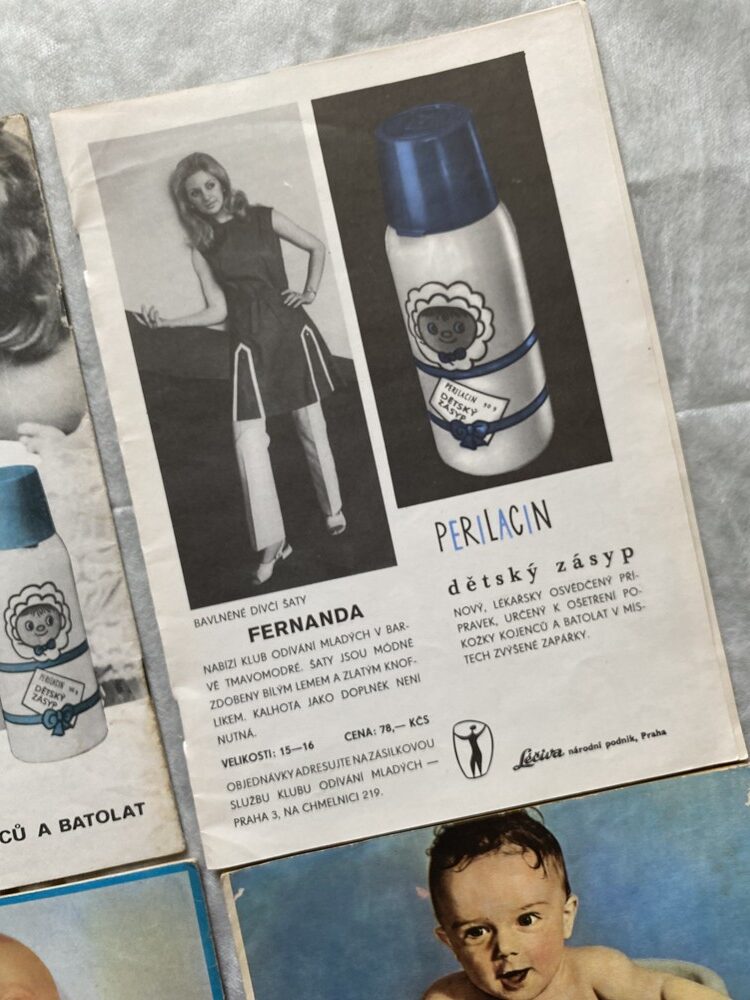 BAVLNĚNÉ DÍVČÍ ŠATY
FERNANDA
NABÍZÍ KLUB ODÍVÁNÍ MLADÝCH V BAR-
VĚ TMAVOMODRÉ. ŠATY JSOU MÓDNĚ
ZDOBENY BÍLÝM LEMEM A ZLATÝM KNOF-
LÍKEM. KALHOTA JAKO DOPLNĚK NENÍ
NUTNÁ.
VELIKOSTI: 15—16 CENA: 78,— KČS
OBJEDNÁVKY ADRESUJTE NA ZÁSILKOVOU
SLUŽBU KLUBU ODÍVÁNÍ MLADÝCH —
PRAHA 3, NA CHMELNICI 219.
PERILACIN 50 g
DĚTSKÝ
ZÁSYP
PERILACIN
dětský zásyp
NOVÝ, LÉKAŘSKY OSVĚDČENÝ PŘÍ-
PRAVEK, URČENÝ K OŠETŘENÍ PO-
KOŽKY KOJENCŮ A BATOLAT V MÍS-
TECH ZVÝŠENÉ ZAPÁRKY.
Léčiva národní podnik, Praha
PERILACIN 50 g
DĚTSKÝ
ZÁSYP
CŮ A BATOLAT